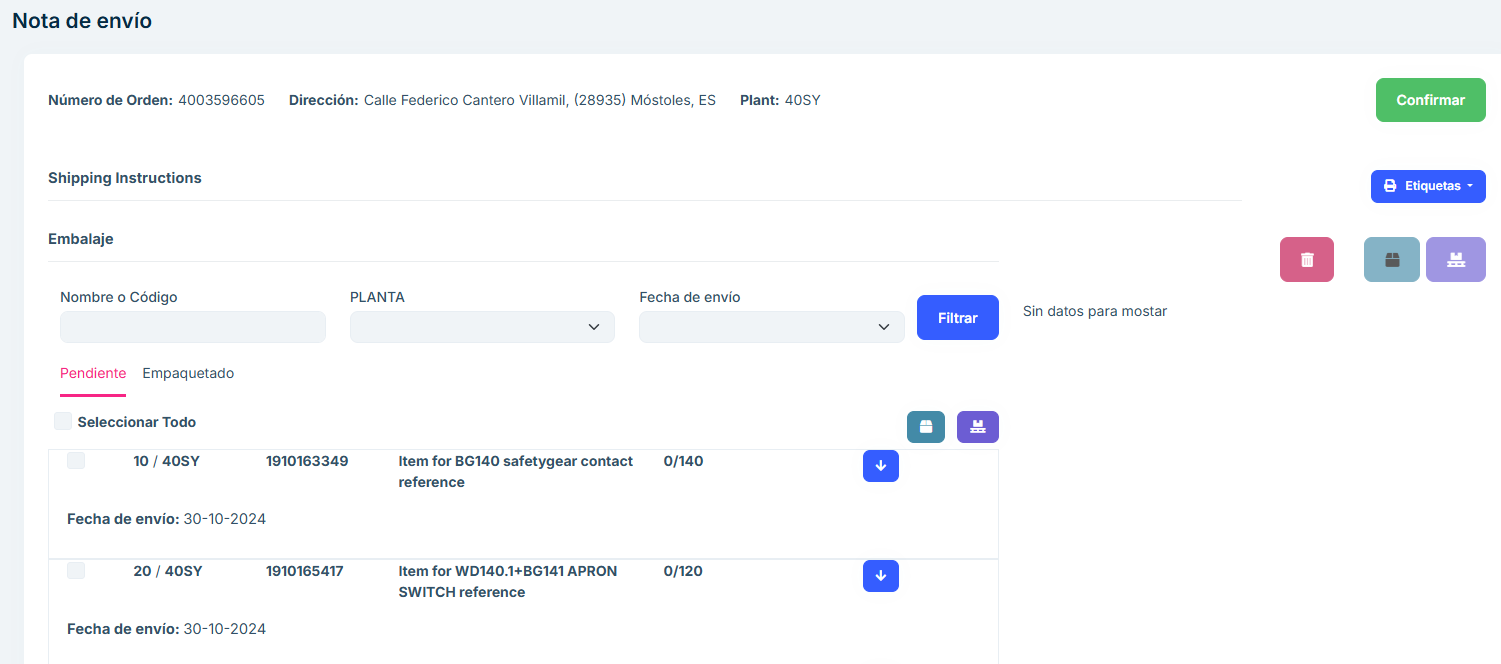 Nota de envío
Número de Orden: 4003596605 Dirección: Calle Federico Cantero Villamil, (28935) Móstoles, ES Plant: 40SY
Confirmar
Shipping Instructions
Etiquetas
Embalaje
Nombre o Código PLANTA Fecha de envío
Filtrar
Sin datos para mostar
Pendiente Empaquetado
Seleccionar Todo
10 / 40SY 1910163349 Item for BG140 safetygear contact 0/140
reference
Fecha de envío: 30-10-2024
20 / 40SY 1910165417 Item for WD140.1+BG141 APRON 0/120
SWITCH reference
Fecha de envío: 30-10-2024